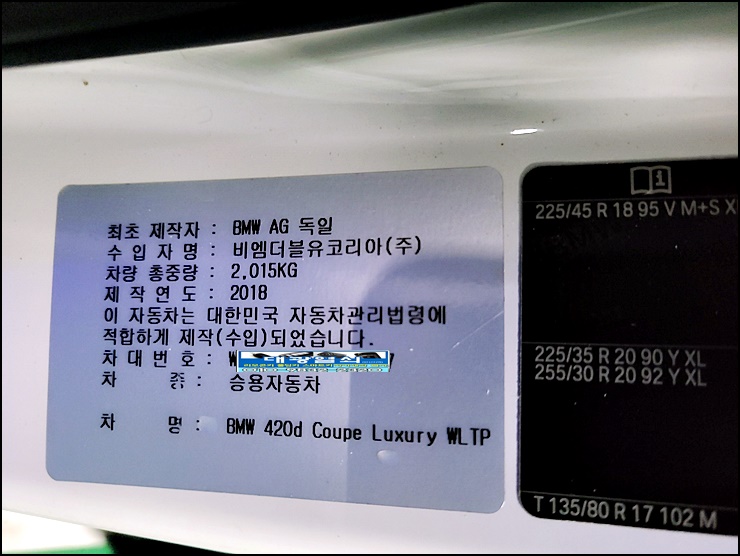 최초 제작자 : BMW AG 독일
수 입 자 명 : 비엠더블유코리아(주)
차량 총중량 : 2,015KG
제 작 연 도 : 2018
이 자동차는 대한민국 자동차관리법령에
적합하게 제작(수입)되었습니다.
차 대 번 호 : W
대광열쇠
차 종 : 승용자동차
차 명 : BMW 420d Coupe Luxury WLTP
225/45 R 18 95 V M+S X
225/35 R 20 90 Y XL
255/30 R 20 92 Y XL
T 135/80 R 17 102 M